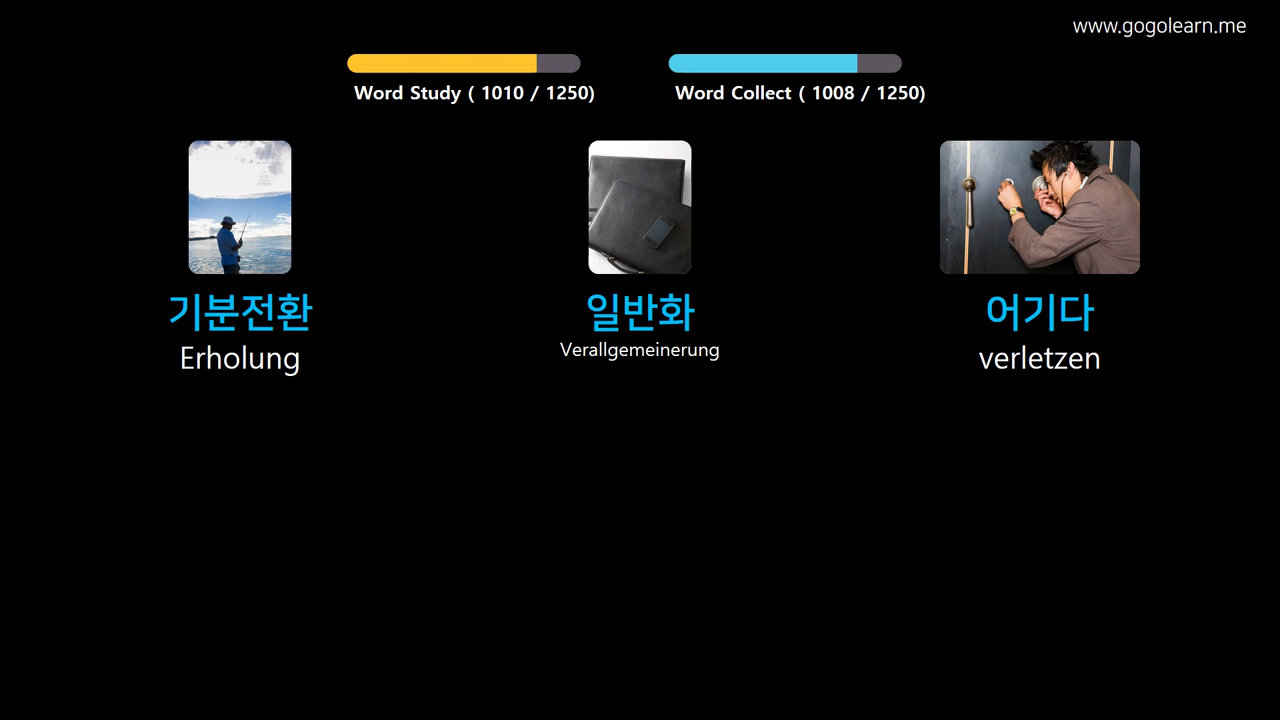 www.gogolearn.me
Word Study ( 1010 / 1250)
Word Collect ( 1008 / 1250)
기분전환
Erholung
일반화
Verallgemeinerung
어기다
verletzen